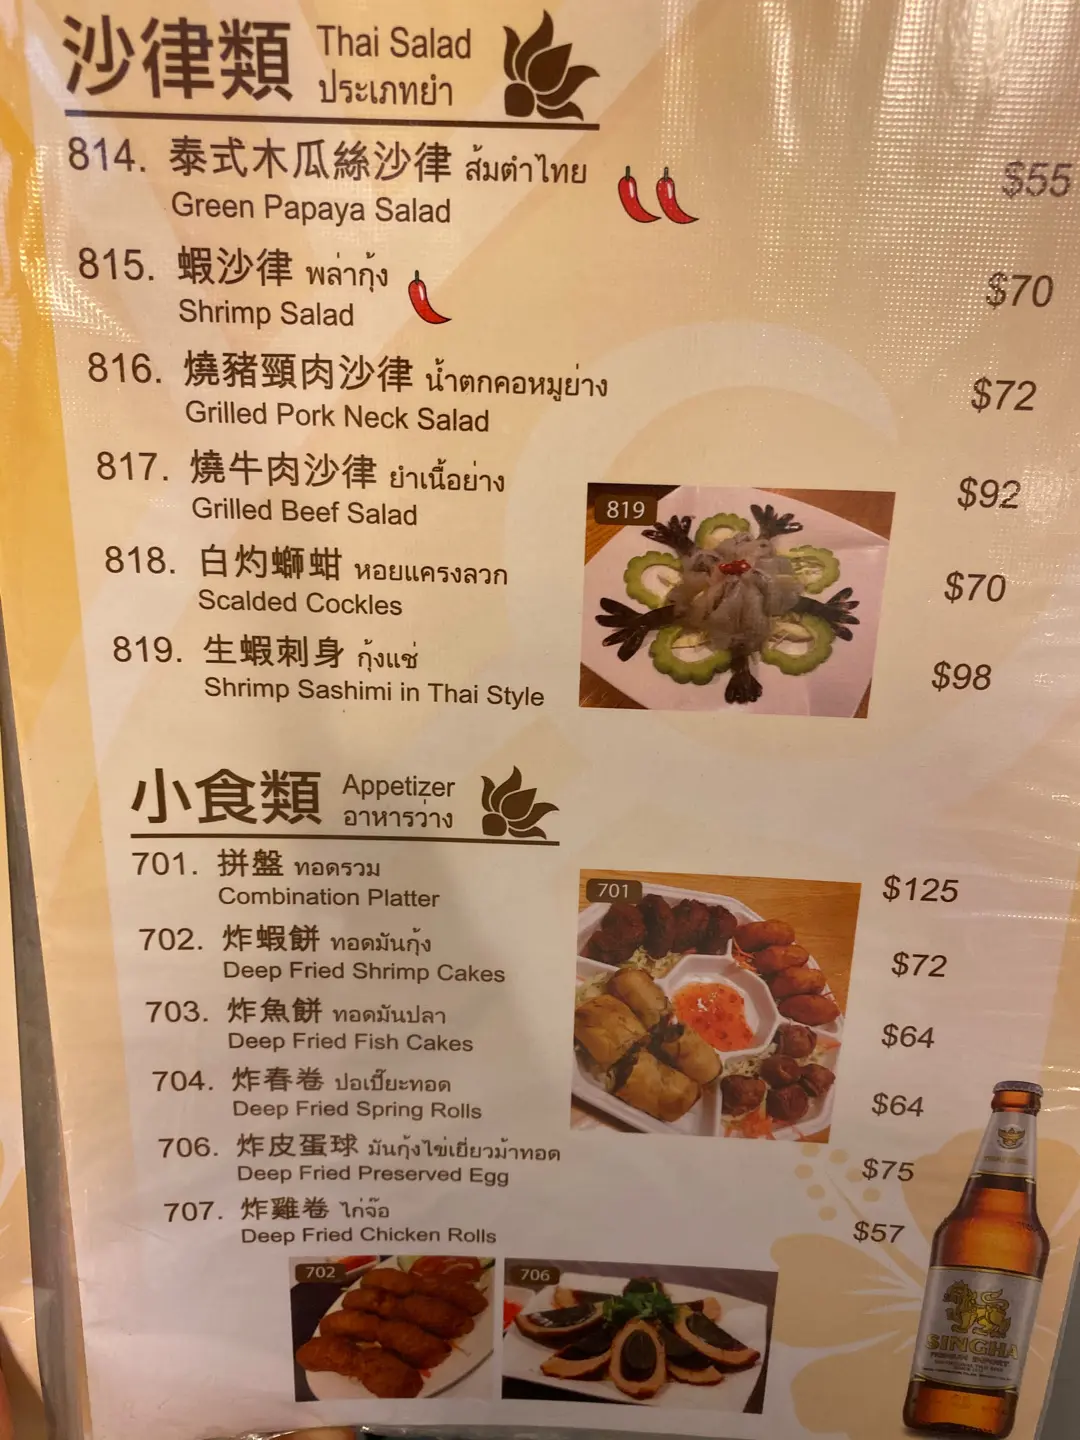 沙律類 Thai Salad
ประเภทยำ
814. 泰式木瓜絲沙律 ส้มตำไทย $55
Green Papaya Salad
815. 蝦沙律 พล่ากุ้ง $70
Shrimp Salad
816. 燒豬頸肉沙律 น้ำตกคอหมูย่าง $72
Grilled Pork Neck Salad
817. 燒牛肉沙律 ยำเนื้อย่าง $92
Grilled Beef Salad
818. 白灼螄蚶 หอยแครงลวก $70
Scalded Cockles
819. 生蝦刺身 กุ้งแช่ $98
Shrimp Sashimi in Thai Style
819
小食類 Appetizer
อาหารว่าง
701. 拼盤 ทอดรวม $125
Combination Platter
702. 炸蝦餅 ทอดมันกุ้ง $72
Deep Fried Shrimp Cakes
703. 炸魚餅 ทอดมันปลา $64
Deep Fried Fish Cakes
704. 炸春卷 ปอเปี๊ยะทอด $64
Deep Fried Spring Rolls
706. 炸皮蛋球 มันกุ้งไข่เยี่ยวม้าทอด $75
Deep Fried Preserved Egg
707. 炸雞卷 ไก่จ๊อ $57
Deep Fried Chicken Rolls
701
702
706
SINGHA